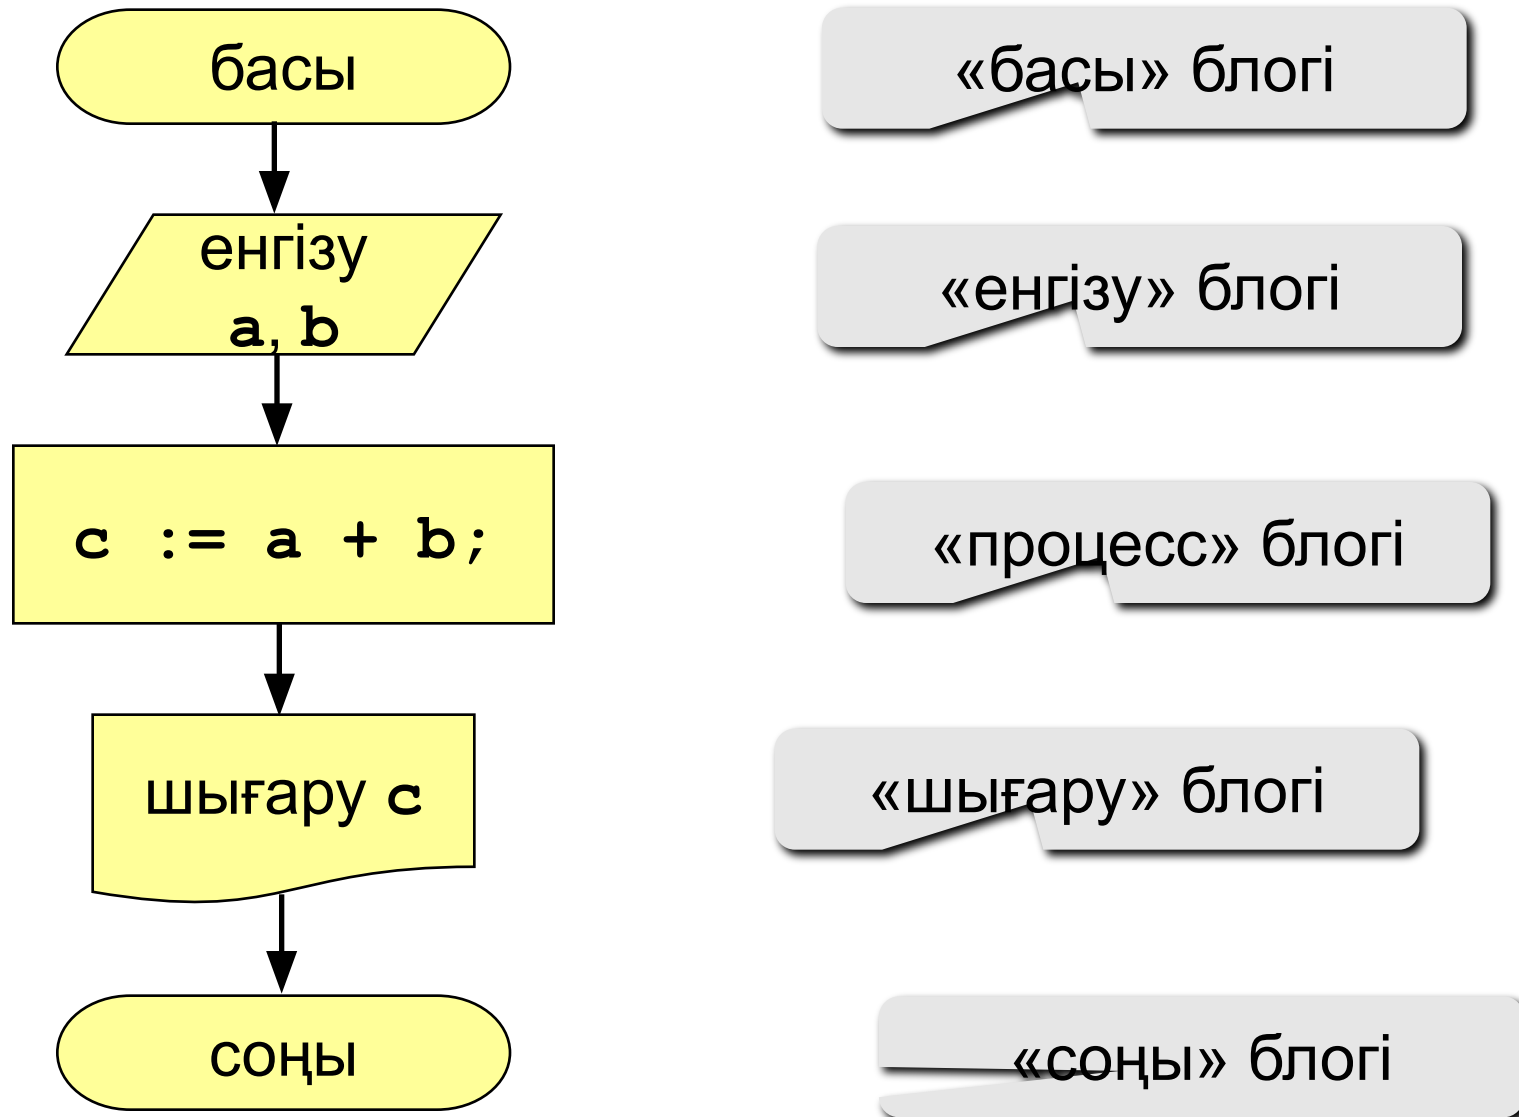 басы
«басы» блогі
енгізу
a, b
«енгізу» блогі
c := a + b;
«процесс» блогі
шығару c
«шығару» блогі
соңы
«соңы» блогі